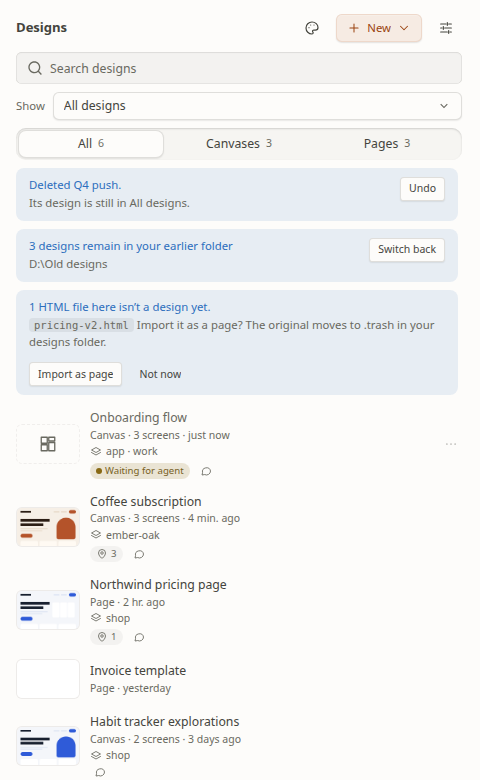 Designs
New
Search designs
Show
All designs
All 6
Canvases 3
Pages 3
Deleted Q4 push.
Undo
Its design is still in All designs.
3 designs remain in your earlier folder
Switch back
D:\Old designs
1 HTML file here isn’t a design yet.
pricing-v2.html Import it as a page? The original moves to .trash in your
designs folder.
Import as page
Not now
Onboarding flow
Canvas · 3 screens · just now
app · work
Waiting for agent
Coffee subscription
Canvas · 3 screens · 4 min. ago
ember-oak
3
Northwind pricing page
Page · 2 hr. ago
shop
1
Invoice template
Page · yesterday
Habit tracker explorations
Canvas · 2 screens · 3 days ago
shop